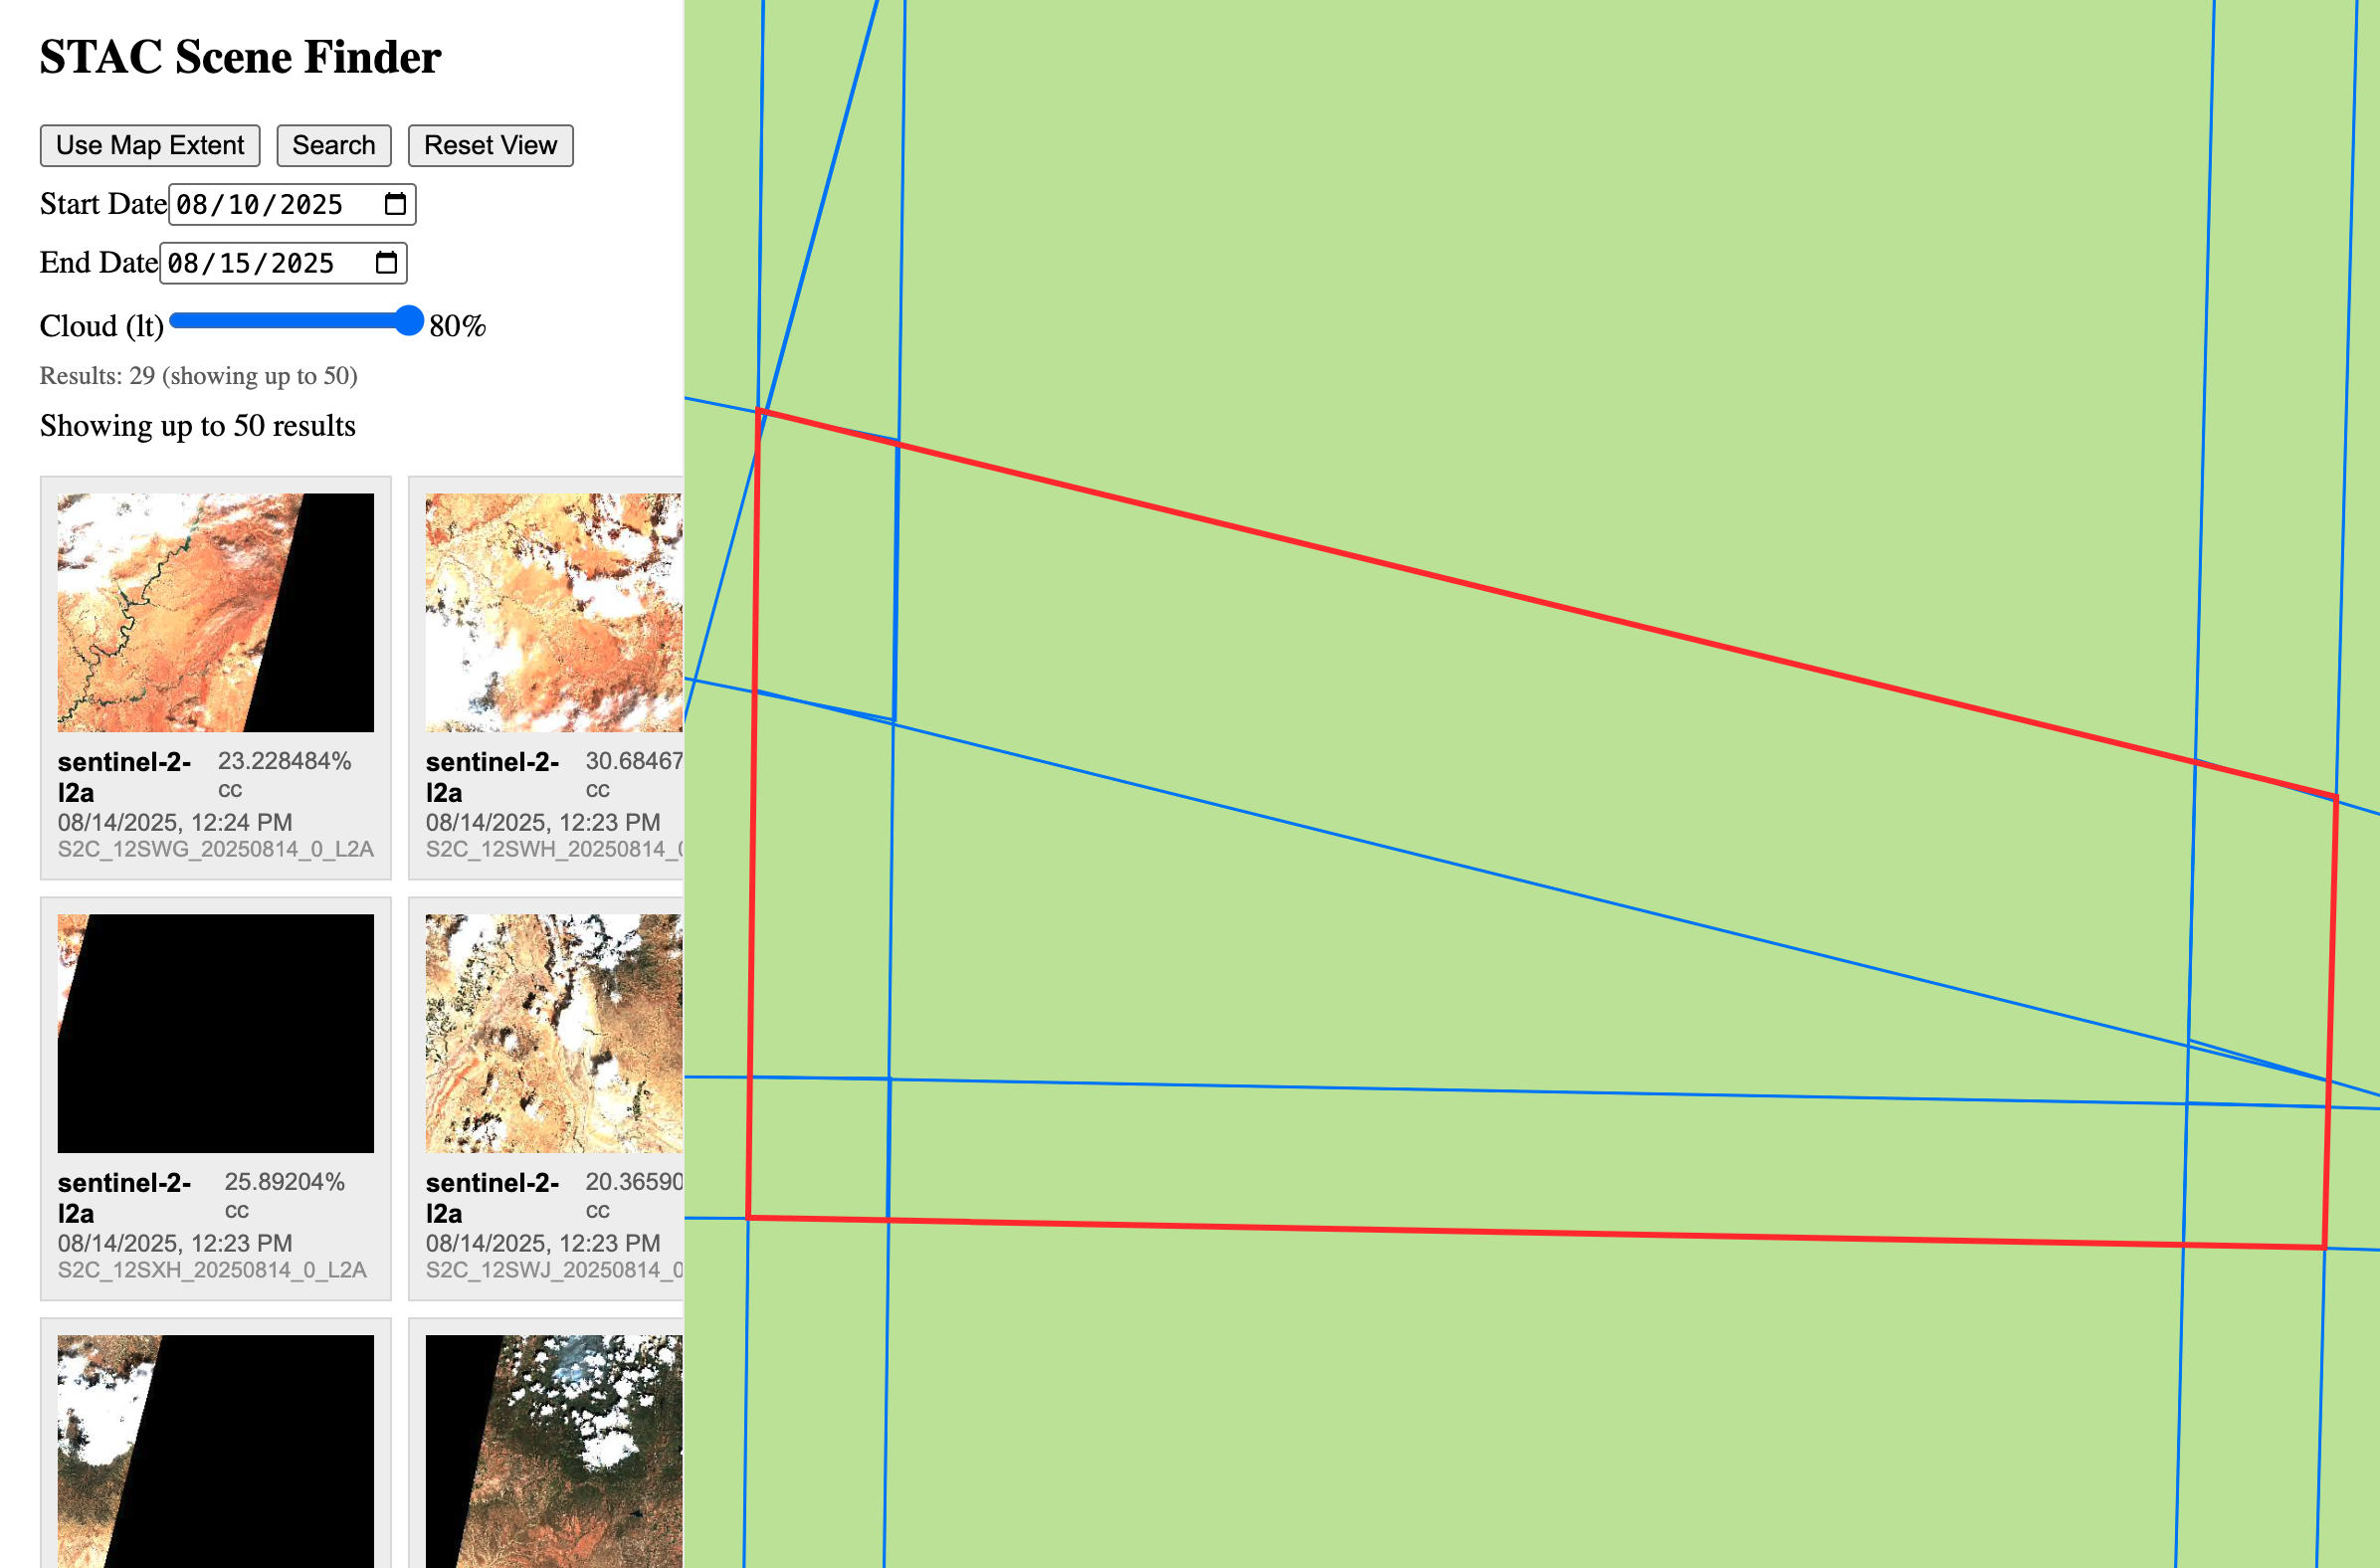 STAC Scene Finder
Use Map Extent Search Reset View
Start Date 08/10/2025
End Date 08/15/2025
Cloud (lt) 80%
Results: 29 (showing up to 50)
Showing up to 50 results
sentinel-2-l2a 23.228484% cc
08/14/2025, 12:24 PM
S2C_12SWG_20250814_0_L2A
sentinel-2-l2a 30.68467 cc
08/14/2025, 12:23 PM
S2C_12SWH_20250814_
sentinel-2-l2a 25.89204% cc
08/14/2025, 12:23 PM
S2C_12SXH_20250814_0_L2A
sentinel-2-l2a 20.36590 cc
08/14/2025, 12:23 PM
S2C_12SWJ_20250814_0